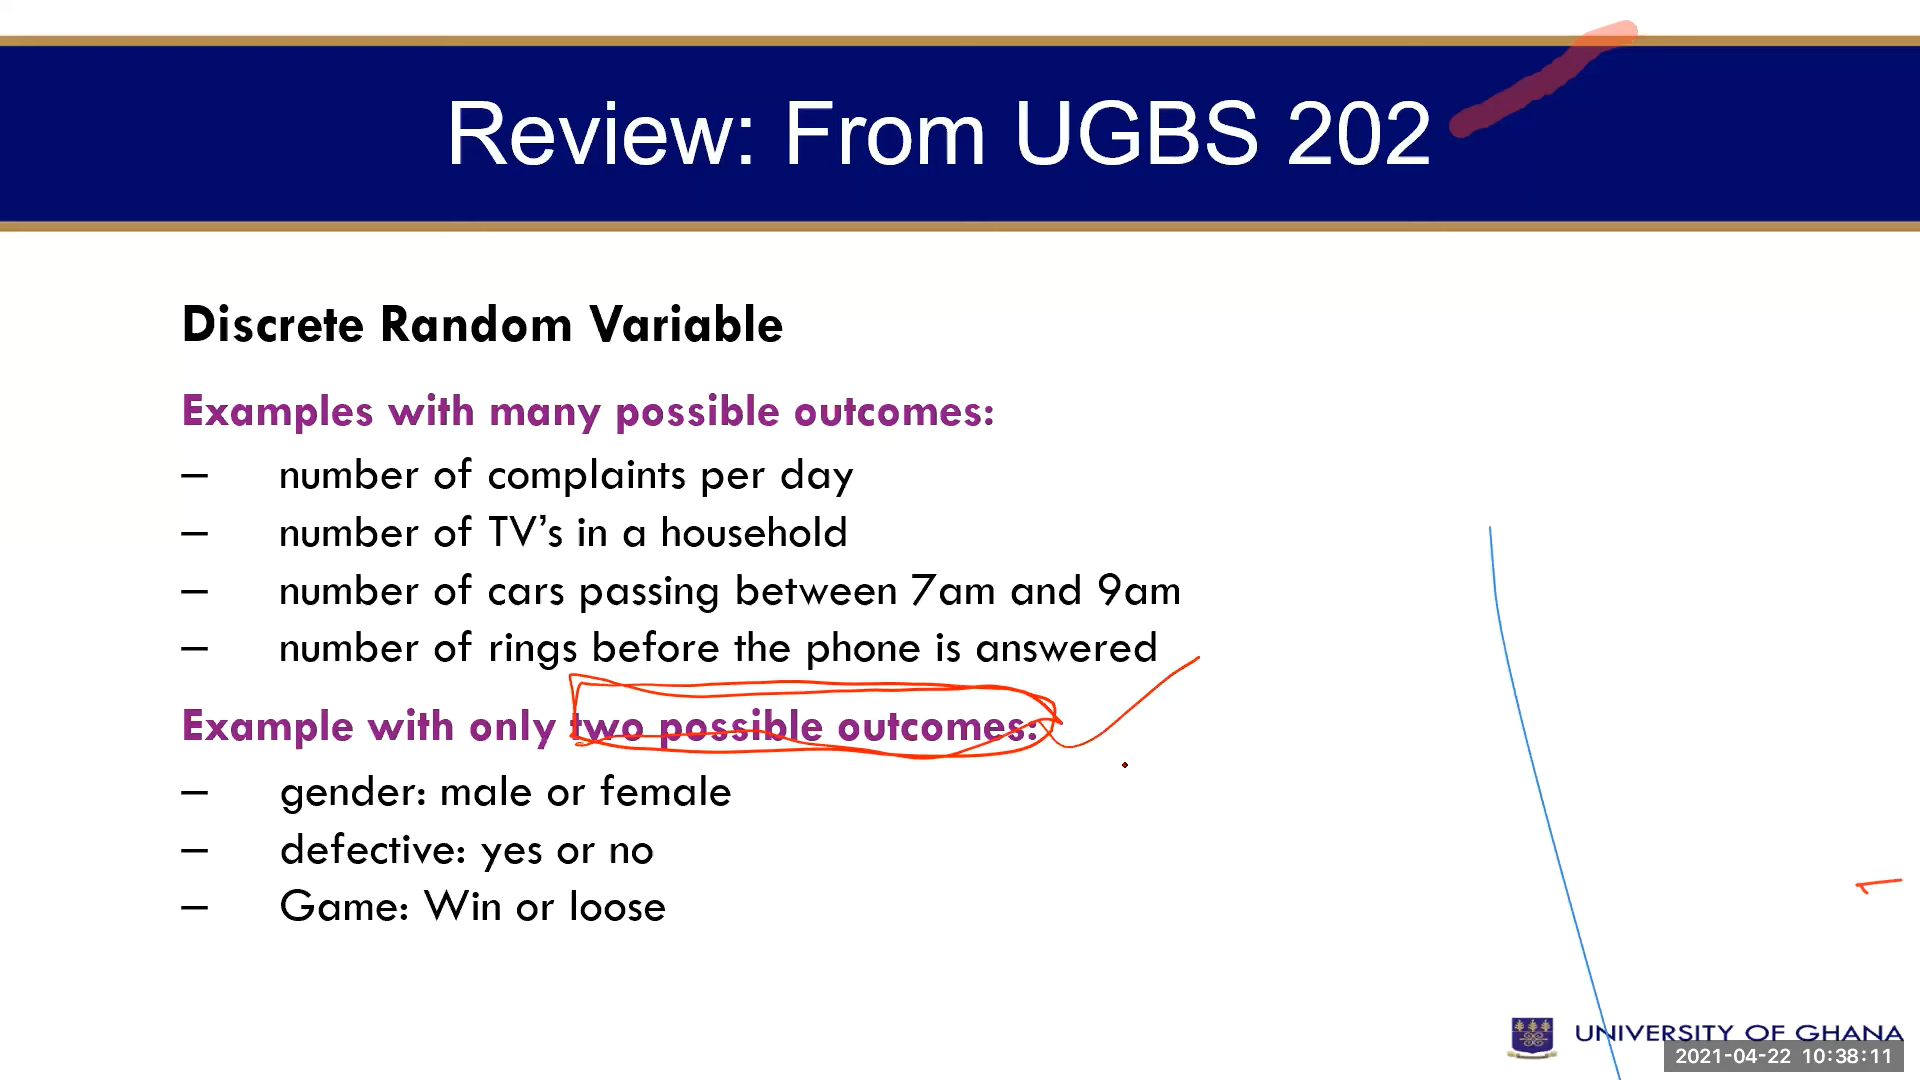 Review: From UGBS 202
Discrete Random Variable
Examples with many possible outcomes:
– number of complaints per day
– number of TV’s in a household
– number of cars passing between 7am and 9am
– number of rings before the phone is answered
Example with only two possible outcomes:
– gender: male or female
– defective: yes or no
– Game: Win or loose
UNIVERSITY OF GHANA
2021-04-22 10:38:11